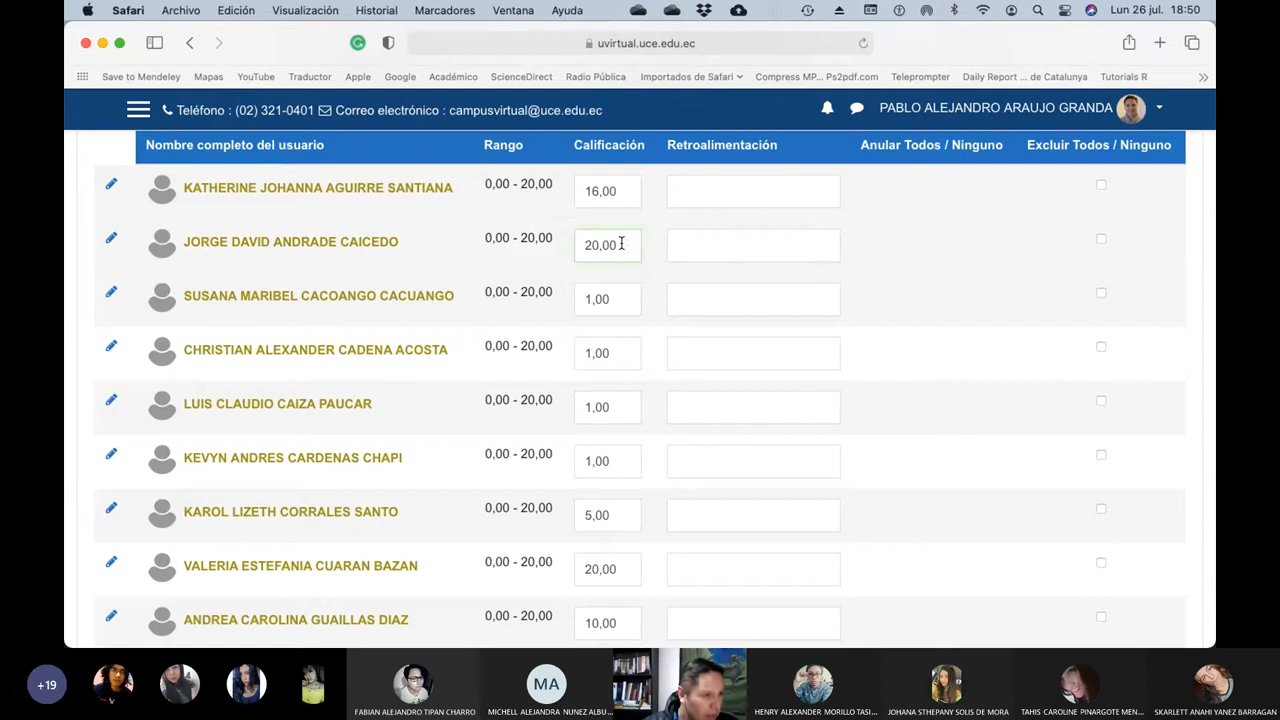 Safari Archivo Edición Visualización Historial Marcadores Ventana Ayuda Lun 26 jul. 18:50
uvirtual.uce.edu.ec
Save to Mendeley Mapas YouTube Traductor Apple Google Académico ScienceDirect Radio Pública Importados de Safari Compress MP... Ps2pdf.com Teleprompter Daily Report ... de Catalunya Tutorials R
Teléfono : (02) 321-0401 Correo electrónico : campusvirtual@uce.edu.ec PABLO ALEJANDRO ARAUJO GRANDA
Nombre completo del usuario Rango Calificación Retroalimentación Anular Todos / Ninguno Excluir Todos / Ninguno
KATHERINE JOHANNA AGUIRRE SANTIANA 0,00 - 20,00 16,00
JORGE DAVID ANDRADE CAICEDO 0,00 - 20,00 20,00
SUSANA MARIBEL CACOANGO CACUANGO 0,00 - 20,00 1,00
CHRISTIAN ALEXANDER CADENA ACOSTA 0,00 - 20,00 1,00
LUIS CLAUDIO CAIZA PAUCAR 0,00 - 20,00 1,00
KEVYN ANDRES CARDENAS CHAPI 0,00 - 20,00 1,00
KAROL LIZETH CORRALES SANTO 0,00 - 20,00 5,00
VALERIA ESTEFANIA CUARAN BAZAN 0,00 - 20,00 20,00
ANDREA CAROLINA GUAILLAS DIAZ 0,00 - 20,00 10,00
+19 MA
FABIAN ALEJANDRO TIPAN CHARRO MICHELL ALEJANDRA NUNEZ ALBU... HENRY ALEXANDER MORILLO TASI... JOHANA STHEPANY SOLIS DE MORA TAHIS CAROLINE PINARGOTE MEN... SKARLETT ANAHI YANEZ BARRAGAN